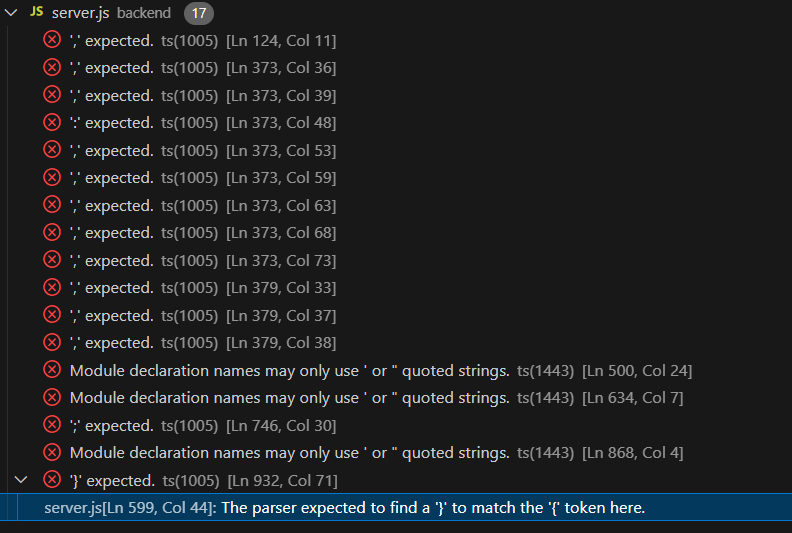 JS server.js backend 17
',' expected. ts(1005) [Ln 124, Col 11]
',' expected. ts(1005) [Ln 373, Col 36]
',' expected. ts(1005) [Ln 373, Col 39]
':' expected. ts(1005) [Ln 373, Col 48]
',' expected. ts(1005) [Ln 373, Col 53]
',' expected. ts(1005) [Ln 373, Col 59]
',' expected. ts(1005) [Ln 373, Col 63]
',' expected. ts(1005) [Ln 373, Col 68]
',' expected. ts(1005) [Ln 373, Col 73]
',' expected. ts(1005) [Ln 379, Col 33]
',' expected. ts(1005) [Ln 379, Col 37]
',' expected. ts(1005) [Ln 379, Col 38]
Module declaration names may only use ' or " quoted strings. ts(1443) [Ln 500, Col 24]
Module declaration names may only use ' or " quoted strings. ts(1443) [Ln 634, Col 7]
';' expected. ts(1005) [Ln 746, Col 30]
Module declaration names may only use ' or " quoted strings. ts(1443) [Ln 868, Col 4]
'}' expected. ts(1005) [Ln 932, Col 71]
server.js[Ln 599, Col 44]: The parser expected to find a '}' to match the '{' token here.